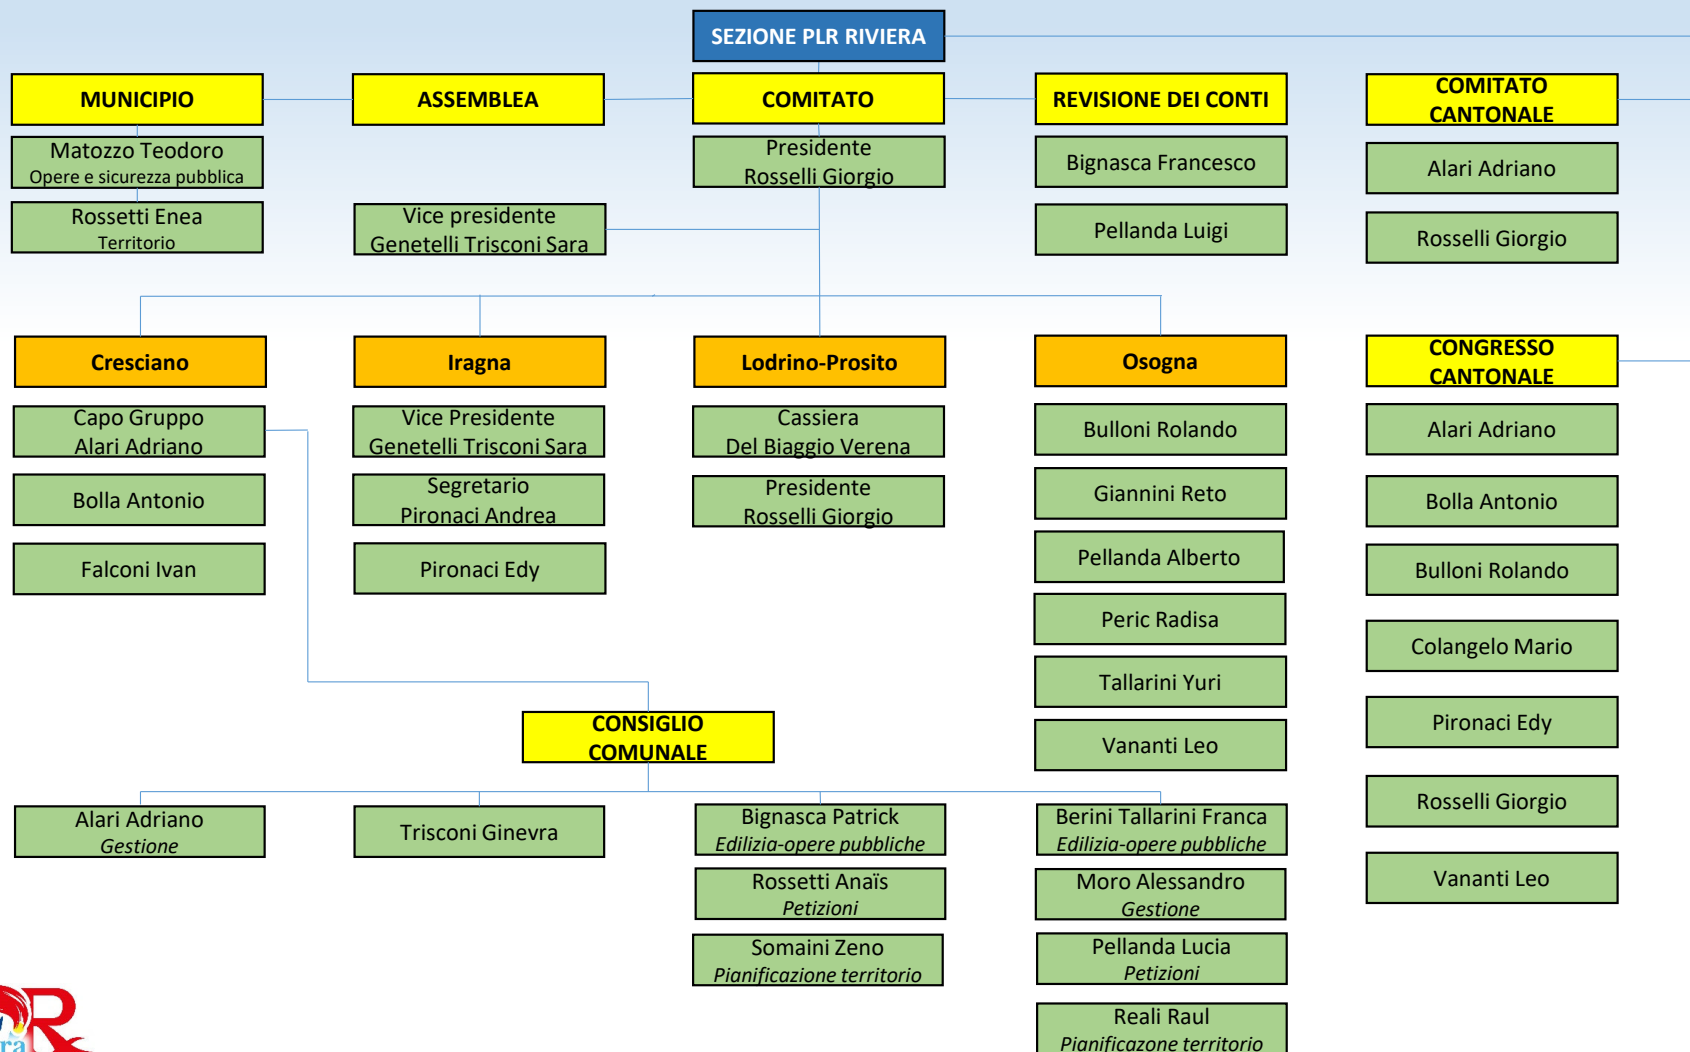 SEZIONE PLR RIVIERA
MUNICIPIO
ASSEMBLEA
COMITATO
REVISIONE DEI CONTI
COMITATO
CANTONALE
Matozzo Teodoro
Opere e sicurezza pubblica
Rossetti Enea
Territorio
Vice presidente
Genetelli Trisconi Sara
Presidente
Rosselli Giorgio
Bignasca Francesco
Pellanda Luigi
Alari Adriano
Rosselli Giorgio
Cresciano
Capo Gruppo
Alari Adriano
Bolla Antonio
Falconi Ivan
Iragna
Vice Presidente
Genetelli Trisconi Sara
Segretario
Pironaci Andrea
Pironaci Edy
Lodrino-Prosito
Cassiera
Del Biaggio Verena
Presidente
Rosselli Giorgio
Osogna
Bulloni Rolando
Giannini Reto
Pellanda Alberto
Peric Radisa
Tallarini Yuri
Vananti Leo
CONGRESSO
CANTONALE
Alari Adriano
Bolla Antonio
Bulloni Rolando
Colangelo Mario
Pironaci Edy
Rosselli Giorgio
Vananti Leo
CONSIGLIO
COMUNALE
Alari Adriano
Gestione
Trisconi Ginevra
Bignasca Patrick
Edilizia-opere pubbliche
Rossetti Anaïs
Petizioni
Somaini Zeno
Pianificazione territorio
Berini Tallarini Franca
Edilizia-opere pubbliche
Moro Alessandro
Gestione
Pellanda Lucia
Petizioni
Reali Raul
Pianificazone territorio
R